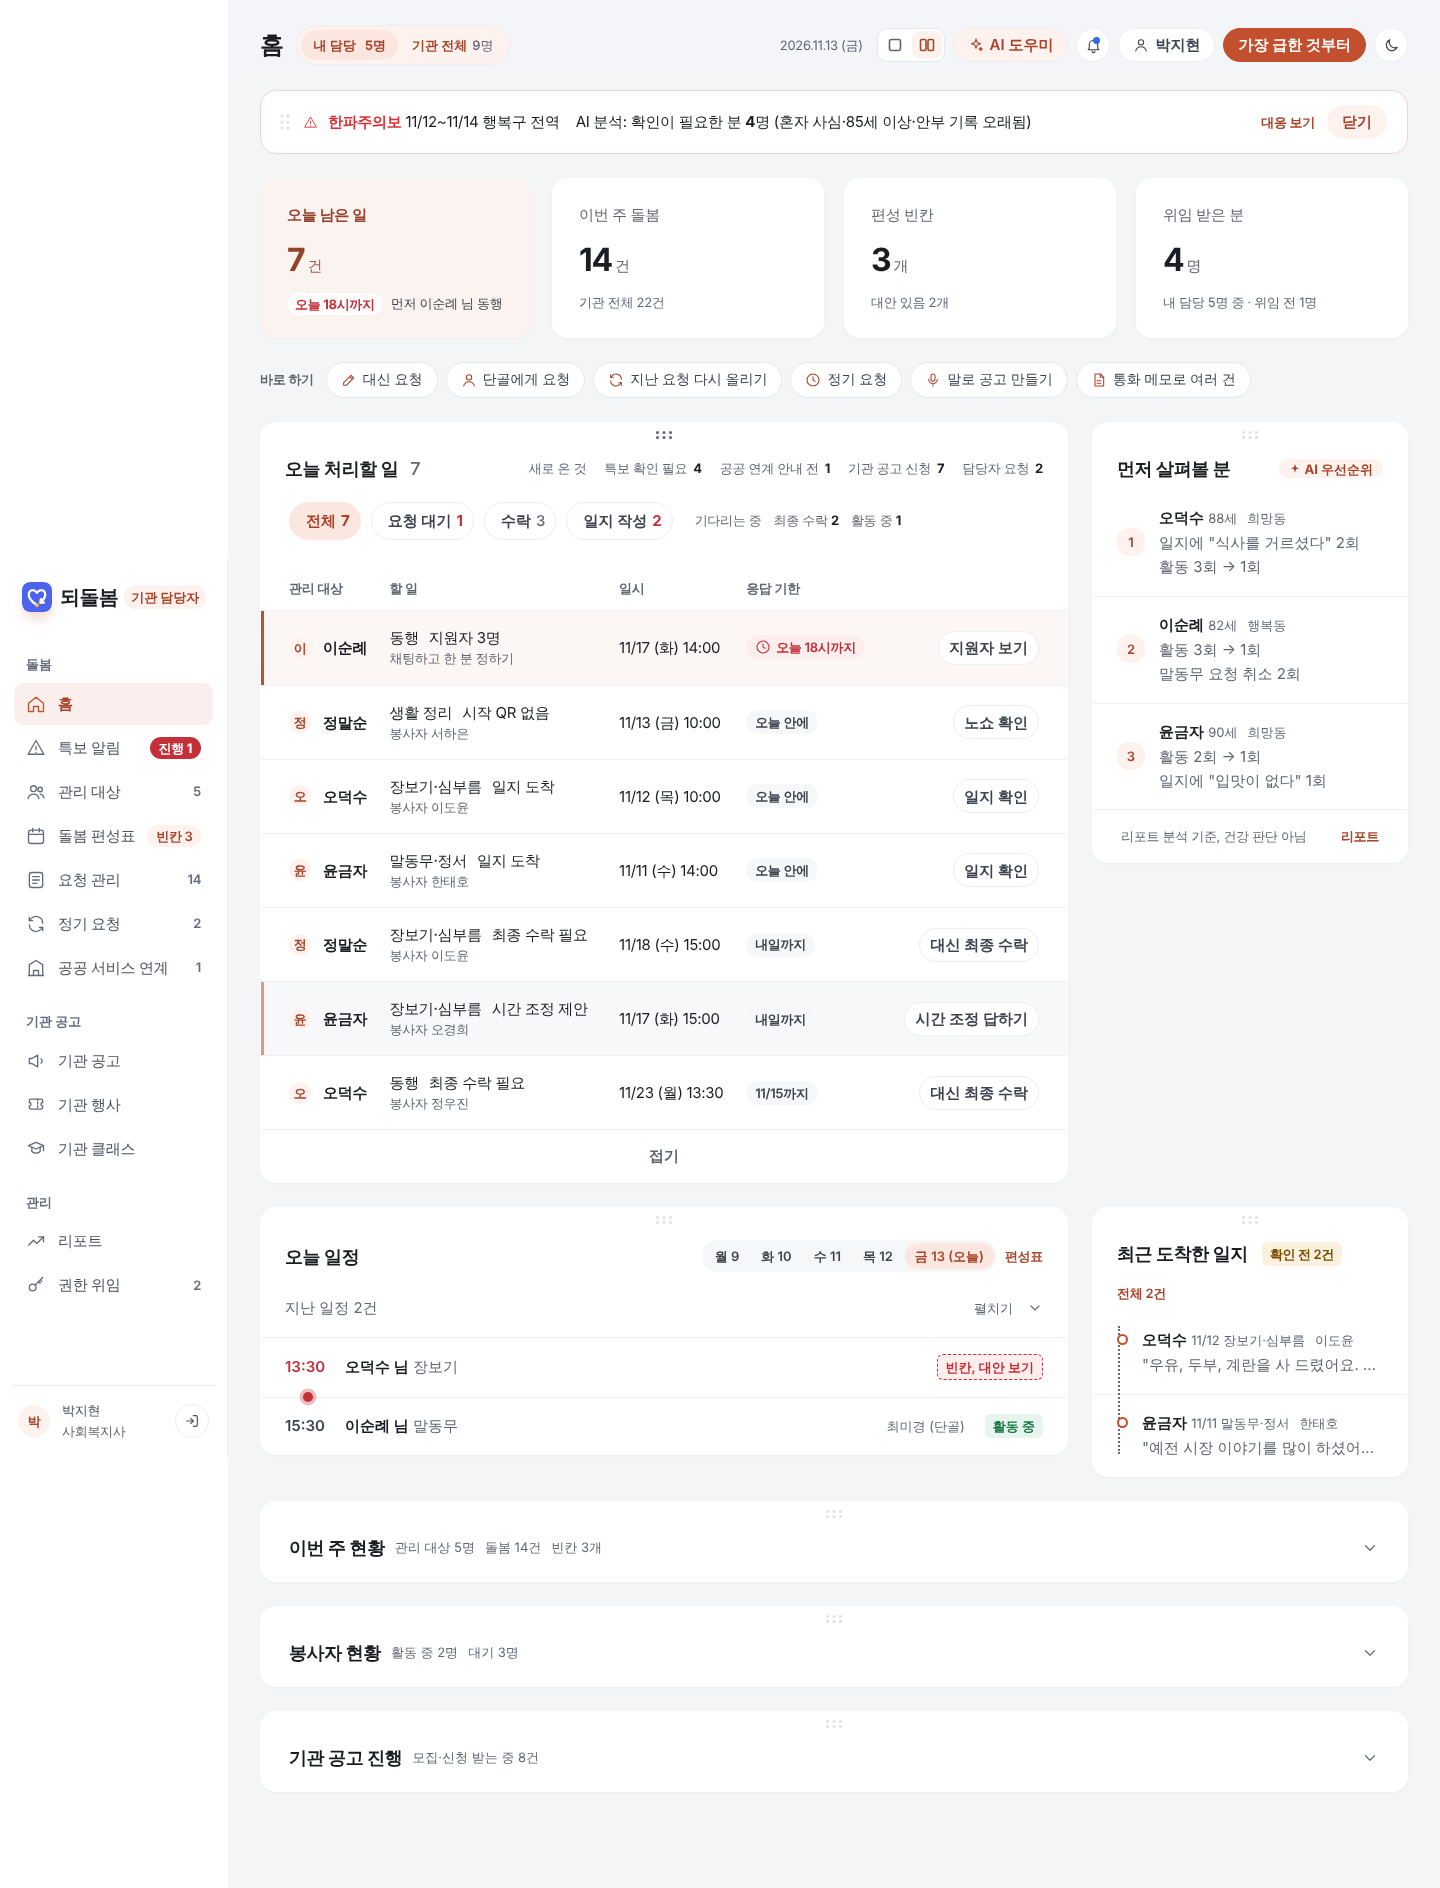 홈
내 담당 5명 기관 전체 9명
2026.11.13 (금)
AI 도우미
박지현
가장 급한 것부터
한파주의보 11/12~11/14 행복구 전역 AI 분석: 확인이 필요한 분 4명 (혼자 사심·85세 이상·안부 기록 오래됨)
대응 보기 닫기
오늘 남은 일
7건
오늘 18시까지 먼저 이순례 님 동행
이번 주 돌봄
14건
기관 전체 22건
편성 빈칸
3개
대안 있음 2개
위임 받은 분
4명
내 담당 5명 중 · 위임 전 1명
바로 하기 대신 요청 단골에게 요청 지난 요청 다시 올리기 정기 요청 말로 공고 만들기 통화 메모로 여러 건
되돌봄 기관 담당자
돌봄
홈
특보 알림 진행 1
관리 대상 5
돌봄 편성표 빈칸 3
요청 관리 14
정기 요청 2
공공 서비스 연계 1
기관 공고
기관 공고
기관 행사
기관 클래스
관리
리포트
권한 위임 2
박 박지현
사회복지사
오늘 처리할 일 7
새로 온 것 특보 확인 필요 4 공공 연계 안내 전 1 기관 공고 신청 7 담당자 요청 2
전체 7 요청 대기 1 수락 3 일지 작성 2 기다리는 중 최종 수락 2 활동 중 1
관리 대상 할 일 일시 응답 기한
이 이순례 동행 지원자 3명 11/17 (화) 14:00 오늘 18시까지 지원자 보기
채팅하고 한 분 정하기
정 정말순 생활 정리 시작 QR 없음 11/13 (금) 10:00 오늘 안에 노쇼 확인
봉사자 서하은
오 오덕수 장보기·심부름 일지 도착 11/12 (목) 10:00 오늘 안에 일지 확인
봉사자 이도윤
윤 윤금자 말동무·정서 일지 도착 11/11 (수) 14:00 오늘 안에 일지 확인
봉사자 한태호
정 정말순 장보기·심부름 최종 수락 필요 11/18 (수) 15:00 내일까지 대신 최종 수락
봉사자 이도윤
윤 윤금자 장보기·심부름 시간 조정 제안 11/17 (화) 15:00 내일까지 시간 조정 답하기
봉사자 오경희
오 오덕수 동행 최종 수락 필요 11/23 (월) 13:30 11/15까지 대신 최종 수락
봉사자 정우진
접기
먼저 살펴볼 분 AI 우선순위
오덕수 88세 희망동
1 일지에 "식사를 거르셨다" 2회
활동 3회 → 1회
이순례 82세 행복동
2 활동 3회 → 1회
말동무 요청 취소 2회
윤금자 90세 희망동
3 활동 2회 → 1회
일지에 "입맛이 없다" 1회
리포트 분석 기준, 건강 판단 아님 리포트
오늘 일정
월 9 화 10 수 11 목 12 금 13 (오늘) 편성표
지난 일정 2건 펼치기
13:30 오덕수 님 장보기 빈칸, 대안 보기
15:30 이순례 님 말동무 최미경 (단골) 활동 중
최근 도착한 일지 확인 전 2건
전체 2건
오덕수 11/12 장보기·심부름 이도윤
"우유, 두부, 계란을 사 드렸어요. ...
윤금자 11/11 말동무·정서 한태호
"예전 시장 이야기를 많이 하셨어...
이번 주 현황 관리 대상 5명 돌봄 14건 빈칸 3개
봉사자 현황 활동 중 2명 대기 3명
기관 공고 진행 모집·신청 받는 중 8건